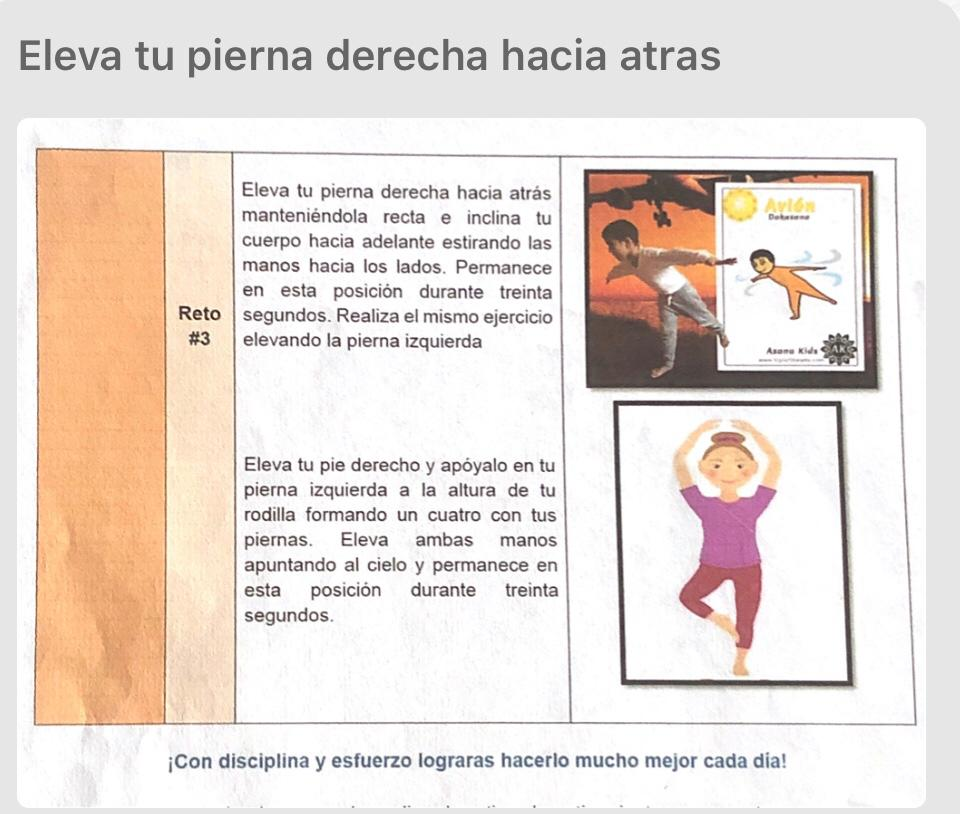 Eleva tu pierna derecha hacia atras
Eleva tu pierna derecha hacia atrás
manteniéndola recta e inclina tu
cuerpo hacia adelante estirando las
manos hacia los lados. Permanece
en esta posición durante treinta
segundos. Realiza el mismo ejercicio
elevando la pierna izquierda
Reto
#3
Avión
Asana Kids
AK
Eleva tu pie derecho y apóyalo en tu
pierna izquierda a la altura de tu
rodilla formando un cuatro con tus
piernas. Eleva ambas manos
apuntando al cielo y permanece en
esta posición durante treinta
segundos.
¡Con disciplina y esfuerzo lograras hacerlo mucho mejor cada día!